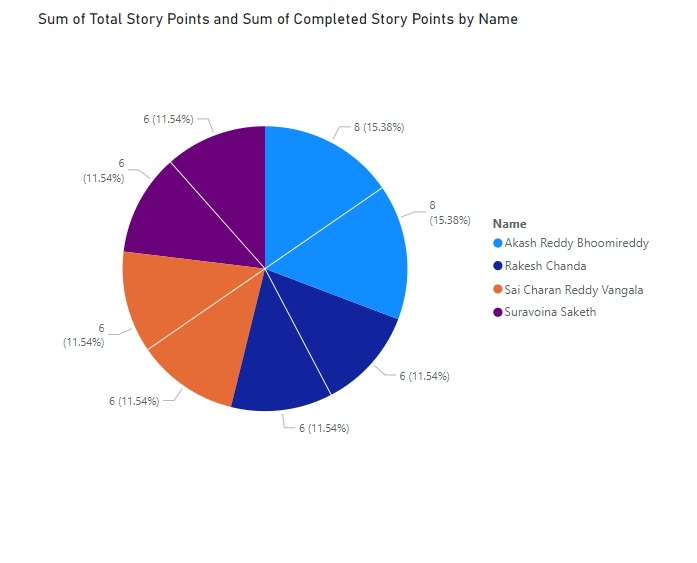 Sum of Total Story Points and Sum of Completed Story Points by Name
6 (11.54%)
8 (15.38%)
6
(11.54%)
8
(15.38%)
Name
Akash Reddy Bhoomireddy
Rakesh Chanda
Sai Charan Reddy Vangala
Suravoina Saketh
6
(11.54%)
6 (11.54%)
6 (11.54%)
6 (11.54%)